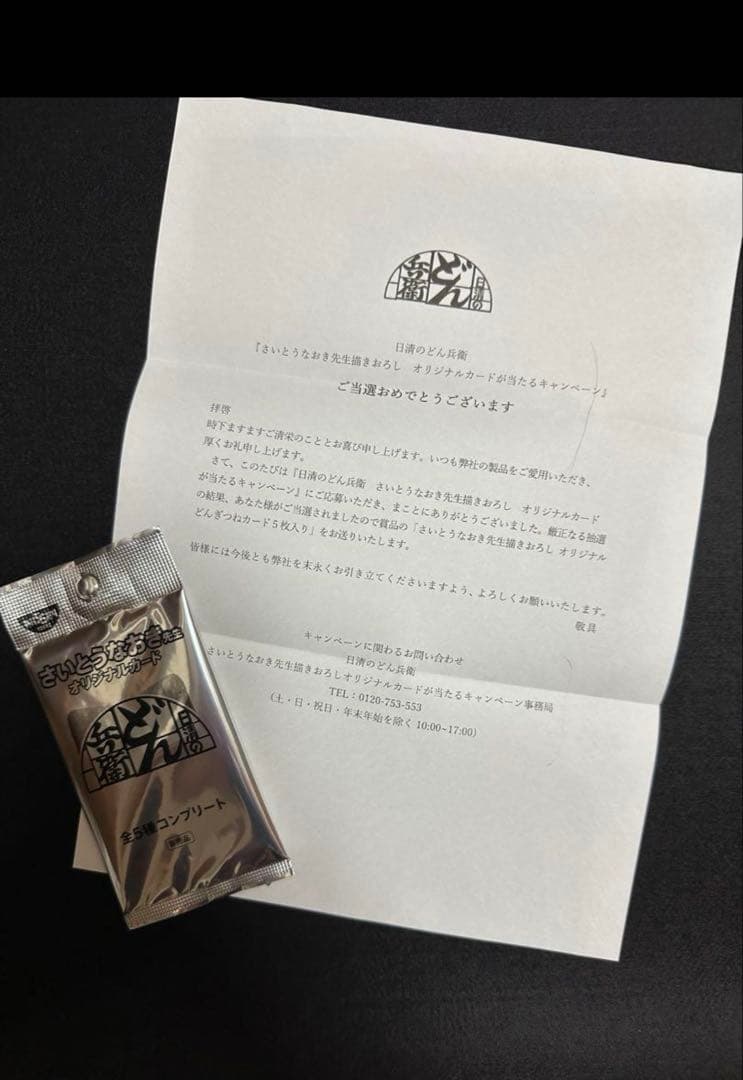 日清の
どん
兵衛
日清のどん兵衛
『さいとうなおき先生描きおろし　オリジナルカードが当たるキャンペーン』
ご当選おめでとうございます
拝啓
時下ますますご清栄のこととお喜び申し上げます。いつも弊社の製品をご愛用いただき、
厚くお礼申し上げます。
さて、このたびは『日清のどん兵衛　さいとうなおき先生描きおろし　オリジナルカード
が当たるキャンペーン』にご応募いただき、まことにありがとうございました。厳正なる抽選
の結果、あなた様がご当選されましたので賞品の「さいとうなおき先生描きおろし オリジナル
どんぎつねカード５枚入り」をお送りいたします。
皆様には今後とも弊社を末永くお引き立てくださいますよう、よろしくお願いいたします。
敬具
キャンペーンに関わるお問い合わせ
日清のどん兵衛
さいとうなおき先生描きおろしオリジナルカードが当たるキャンペーン事務局
TEL：0120-753-553
（土・日・祝日・年末年始を除く 10:00~17:00）
さいとうなおき先生
オリジナルカード
日清の
どん
兵衛
全5種コンプリート
非売品